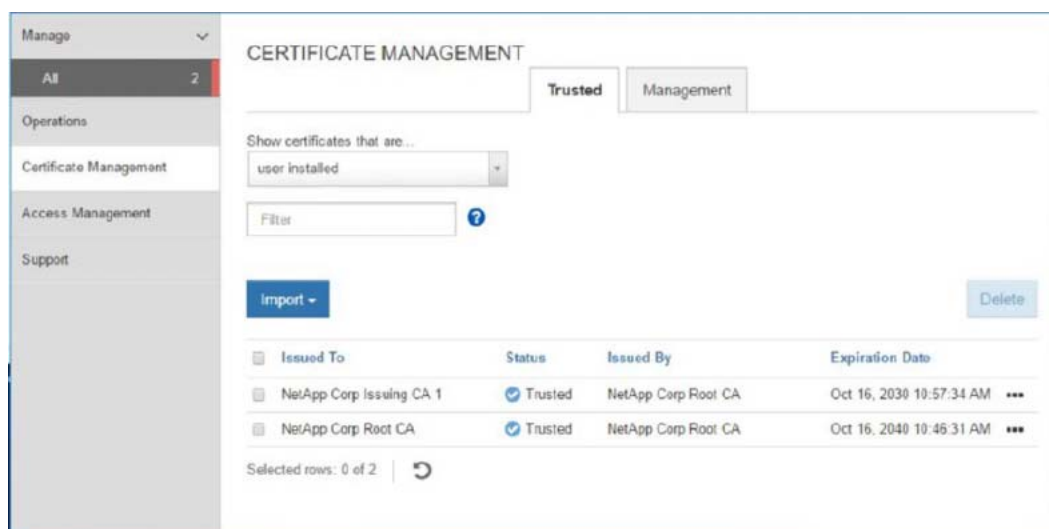 Manage
All 2
Operations
Certificate Management
Access Management
Support
CERTIFICATE MANAGEMENT
Trusted Management
Show certificates that are...
user installed
Filter
?
Import
Delete
Issued To Status Issued By Expiration Date
NetApp Corp Issuing CA 1 Trusted NetApp Corp Root CA Oct 16, 2030 10:57:34 AM
NetApp Corp Root CA Trusted NetApp Corp Root CA Oct 16, 2040 10:46:31 AM
Selected rows: 0 of 2